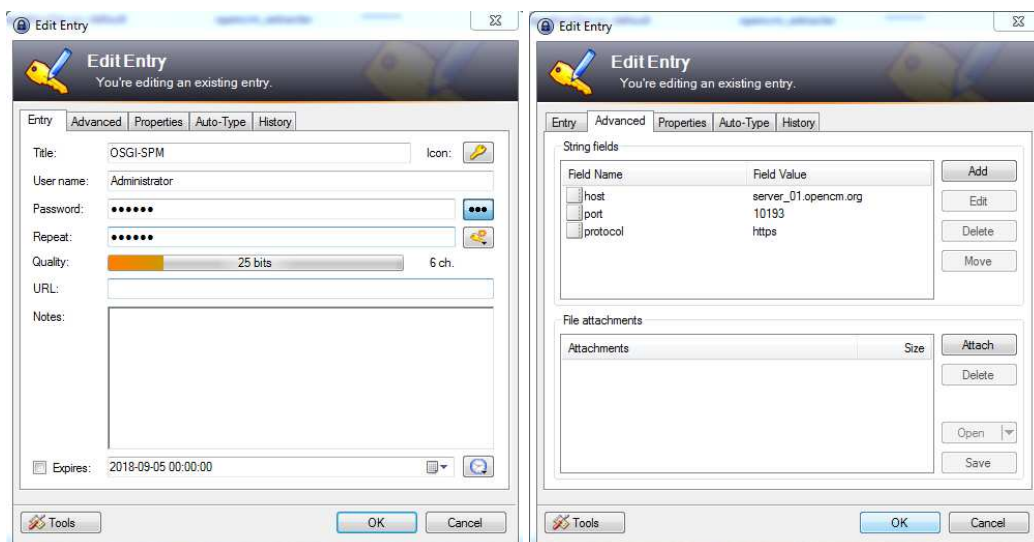 Edit Entry
Edit Entry
You're editing an existing entry.
Entry Advanced Properties Auto-Type History
Title: OSGI-SPM Icon:
User name: Administrator
Password: ●●●●●● ●●●
Repeat: ●●●●●●
Quality: 25 bits 6 ch.
URL:
Notes:
Expires: 2018-09-05 00:00:00
Tools OK Cancel
Edit Entry
Edit Entry
You're editing an existing entry.
Entry Advanced Properties Auto-Type History
String fields
Field Name Field Value
host server_01.opencm.org
port 10193
protocol https
Add
Edit
Delete
Move
File attachments
Attachments Size
Attach
Delete
Open
Save
Tools OK Cancel